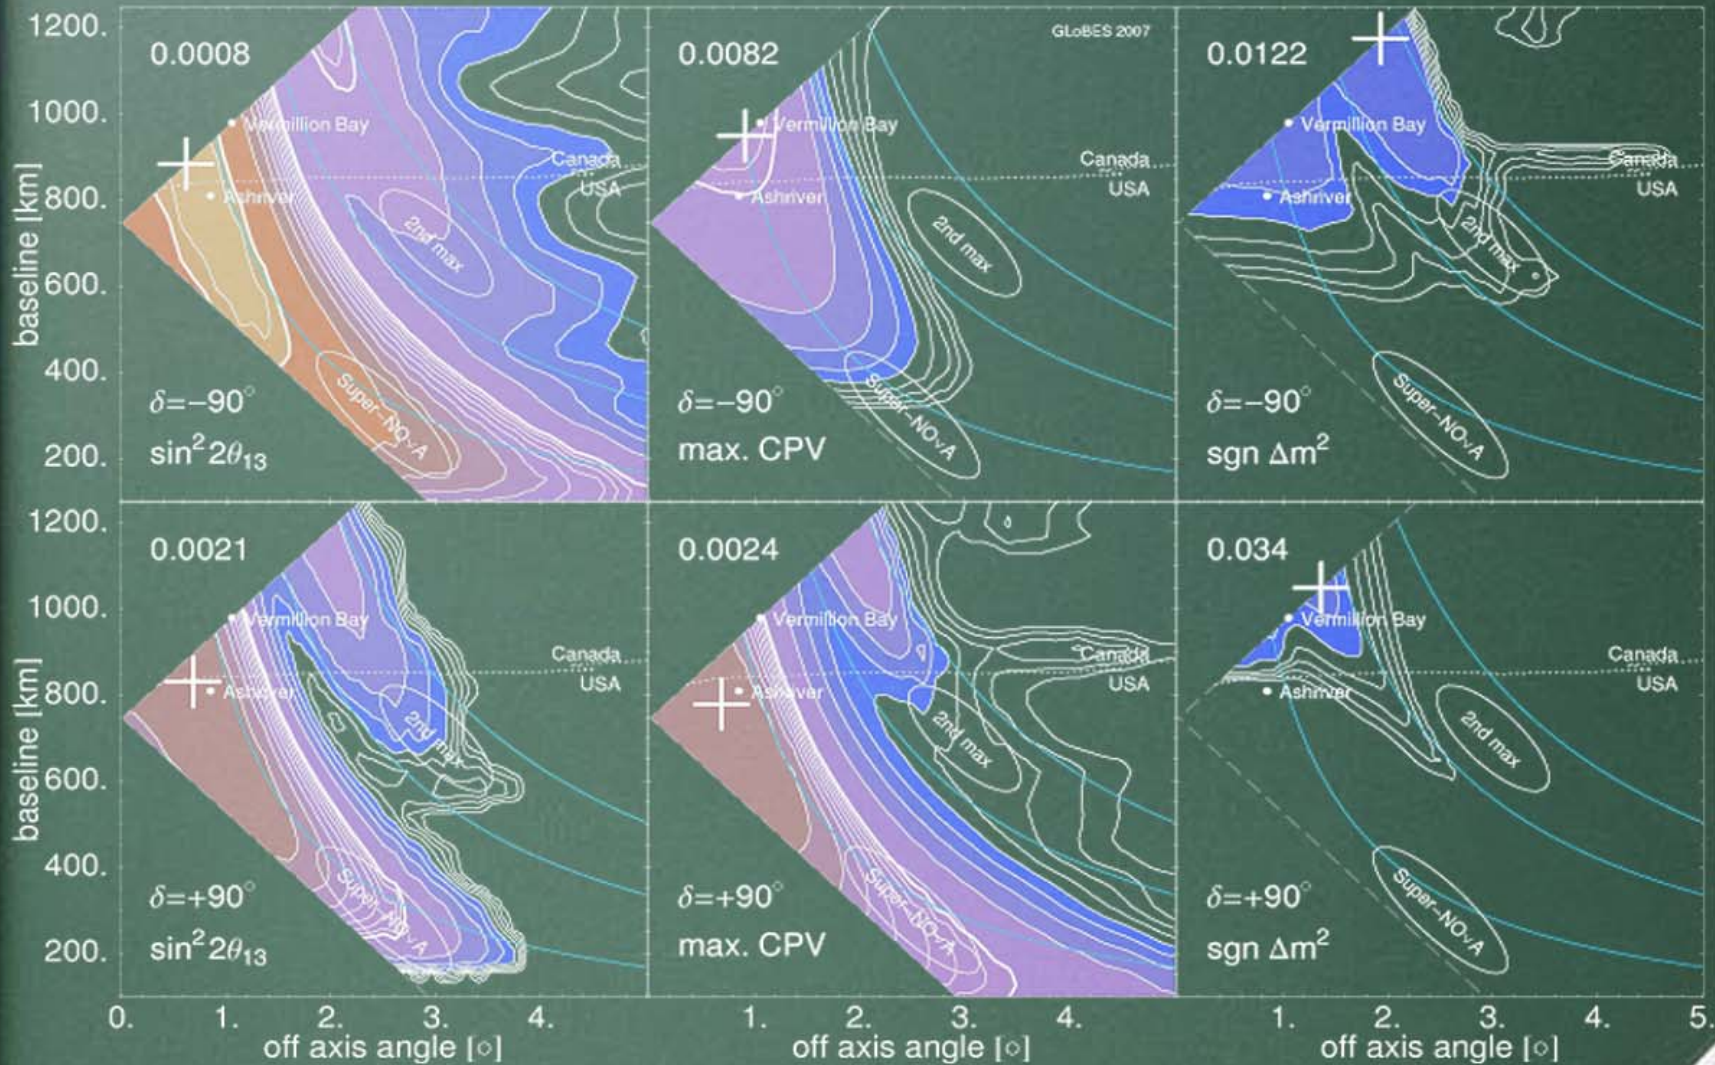 1200.
1000.
800.
600.
400.
200.
baseline [km]
0.0008
Vermillion Bay
Canada
USA
Ashriver
2nd max
Super−NOνA
δ=−90°
sin²2θ₁₃
GLoBES 2007
0.0082
Vermillion Bay
Canada
USA
Ashriver
2nd max
Super−NOνA
δ=−90°
max. CPV
0.0122
Vermillion Bay
Canada
USA
Ashriver
2nd max
Super−NOνA
δ=−90°
sgn Δm²
1200.
1000.
800.
600.
400.
200.
baseline [km]
0.0021
Vermillion Bay
Canada
USA
Ashriver
2nd max
Super−NOνA
δ=+90°
sin²2θ₁₃
0.0024
Vermillion Bay
Canada
USA
Ashriver
2nd max
Super−NOνA
δ=+90°
max. CPV
0.034
Vermillion Bay
Canada
USA
Ashriver
2nd max
Super−NOνA
δ=+90°
sgn Δm²
0. 1. 2. 3. 4. 1. 2. 3. 4. 1. 2. 3. 4. 5.
off axis angle [○] off axis angle [○] off axis angle [○]